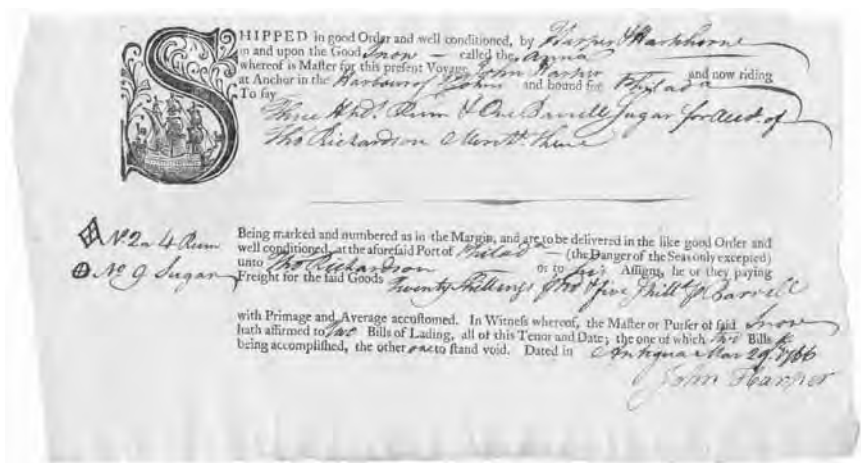 SHIPPED in good Order and well conditioned, by Harper & Hartshorne
in and upon the Good Snow — called the, Anna
whereof is Master for this present Voyage John Harper and now riding
at Anchor in the Harbour of St Johns and bound for Philada
To say
Three Hhds. Rum & One Barrell Sugar for Acct. of
Tho Richardson Mercht. there
Being marked and numbered as in the Margin, and are to be delivered in the like good Order and
No. 2 a 4 Rum well conditioned, at the aforesaid Port of Philada — (the Danger of the Seas only excepted)
No 9 Sugar unto Tho Richardson or to his Assigns, he or they paying
Freight for the said Goods Twenty Shillings & five Shill Barrell
with Primage and Average accustomed. In Witness whereof, the Master or Purser of said Snow
hath affirmed to two Bills of Lading, all of this Tenor and Date; the one of which two Bills
being accomplished, the other one to stand void. Dated in Antigua Mar 29. 1766
John Harper